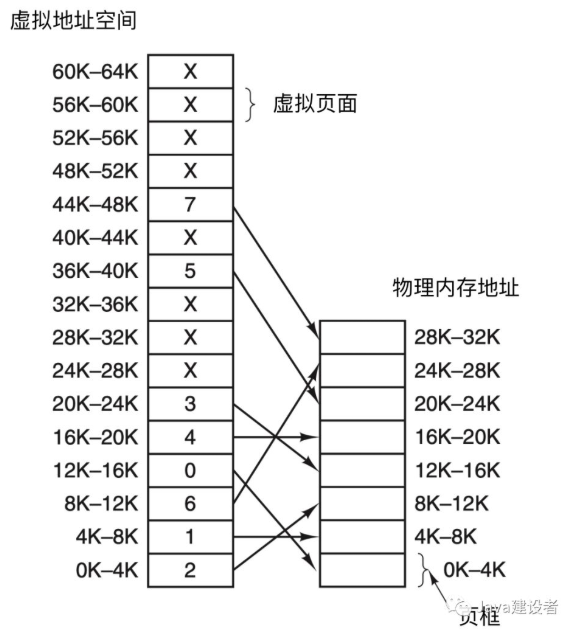 虚拟地址空间
60K–64K X
56K–60K X 虚拟页面
52K–56K X
48K–52K X
44K–48K 7
40K–44K X
36K–40K 5
物理内存地址
32K–36K X
28K–32K X 28K–32K
24K–28K X 24K–28K
20K–24K 3 20K–24K
16K–20K 4 16K–20K
12K–16K 0 12K–16K
8K–12K 6 8K–12K
4K–8K 1 4K–8K
0K–4K 2 0K–4K
Java建设者
页框